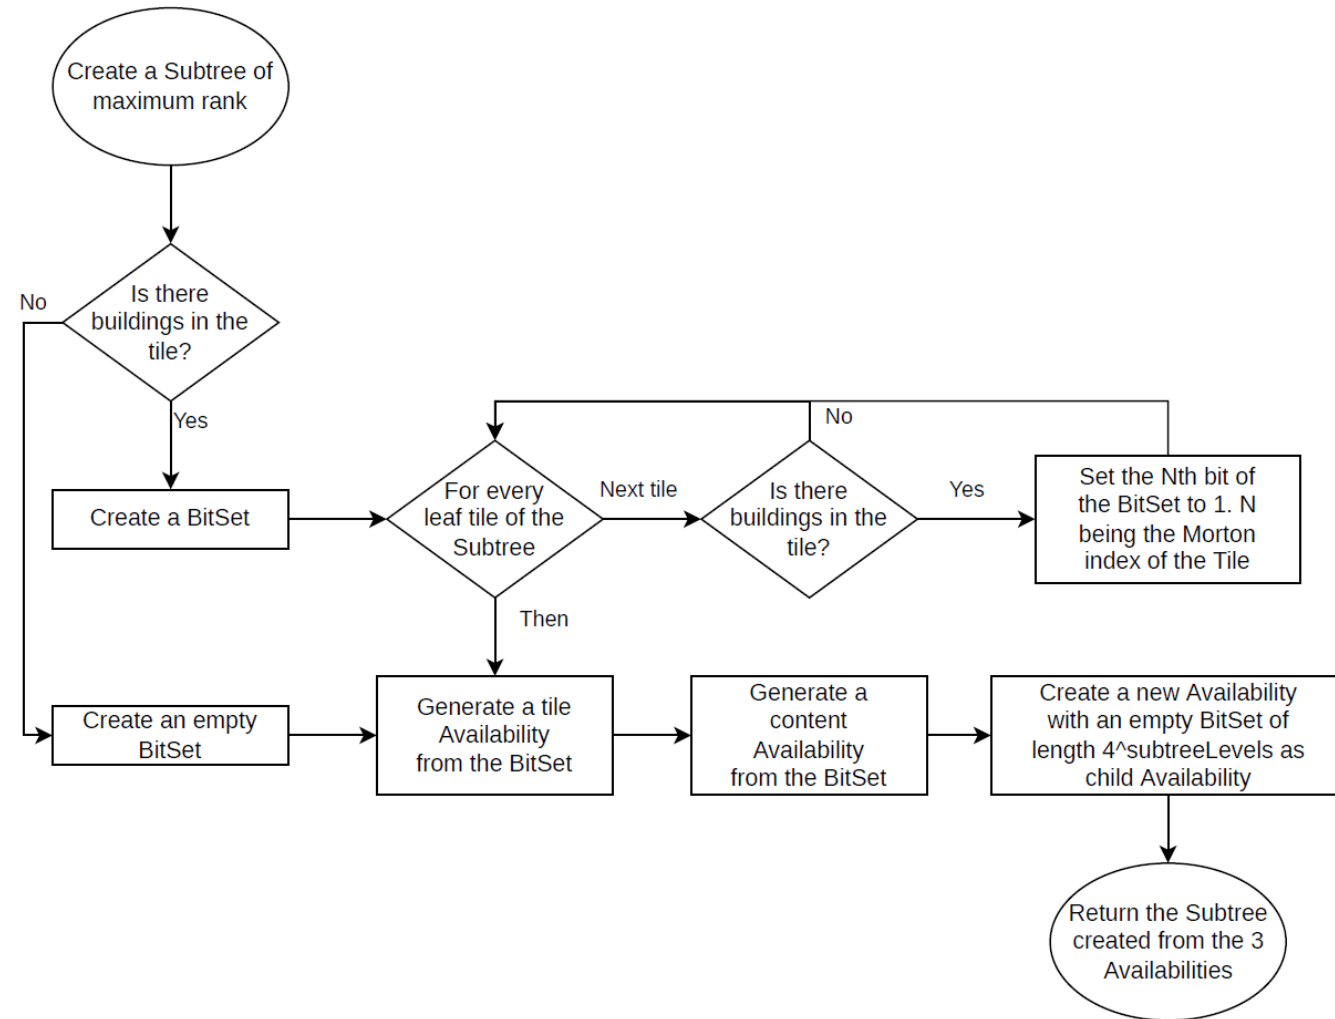 Create a Subtree of
maximum rank
Is there
buildings in the
tile?
No
Yes
Create a BitSet
For every
leaf tile of the
Subtree
Next tile
Is there
buildings in the
tile?
No
Yes
Set the Nth bit of
the BitSet to 1. N
being the Morton
index of the Tile
Then
Create an empty
BitSet
Generate a tile
Availability
from the BitSet
Generate a
content
Availability
from the BitSet
Create a new Availability
with an empty BitSet of
length 4^subtreeLevels as
child Availability
Return the Subtree
created from the 3
Availabilities